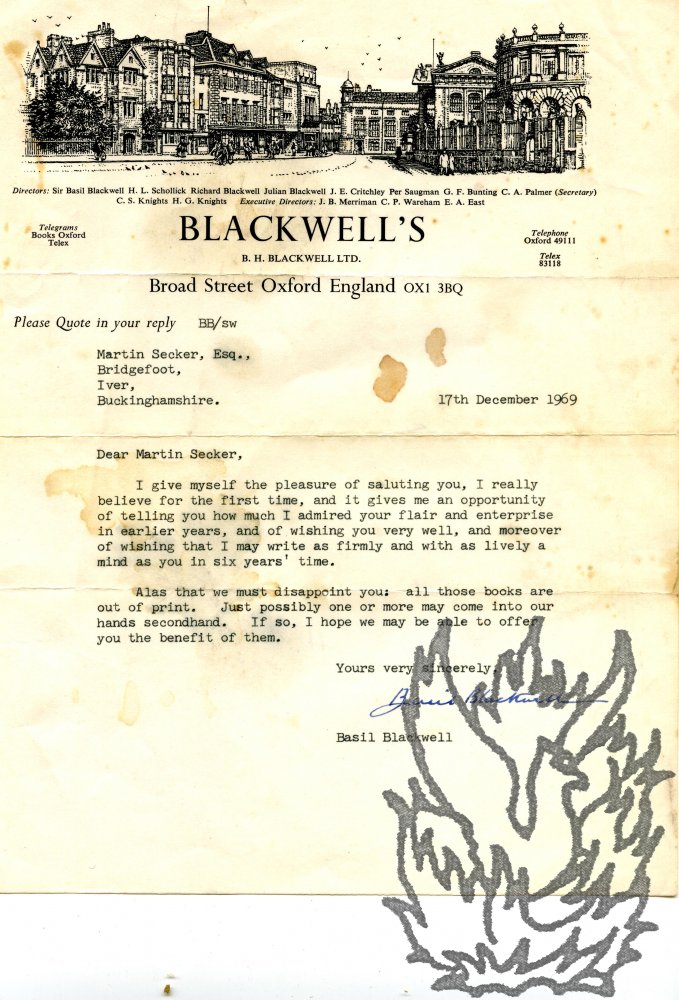 Directors: Sir Basil Blackwell H. L. Schollick Richard Blackwell Julian Blackwell J. E. Critchley Per Saugman G. F. Bunting C. A. Palmer (Secretary)
C. S. Knights H. G. Knights Executive Directors: J. B. Merriman C. P. Wareham E. A. East
Telegrams
Books Oxford
Telex
BLACKWELL'S
B. H. BLACKWELL LTD.
Telephone
Oxford 49111
Telex
83118
Broad Street Oxford England OX1 3BQ
Please Quote in your reply BB/sw
Martin Secker, Esq.,
Bridgefoot,
Iver,
Buckinghamshire.
17th December 1969
Dear Martin Secker,
I give myself the pleasure of saluting you, I really
believe for the first time, and it gives me an opportunity
of telling you how much I admired your flair and enterprise
in earlier years, and of wishing you very well, and moreover
of wishing that I may write as firmly and with as lively a
mind as you in six years' time.
Alas that we must disappoint you: all those books are
out of print. Just possibly one or more may come into our
hands secondhand. If so, I hope we may be able to offer
you the benefit of them.
Yours very sincerely,
Basil Blackwell
Basil Blackwell